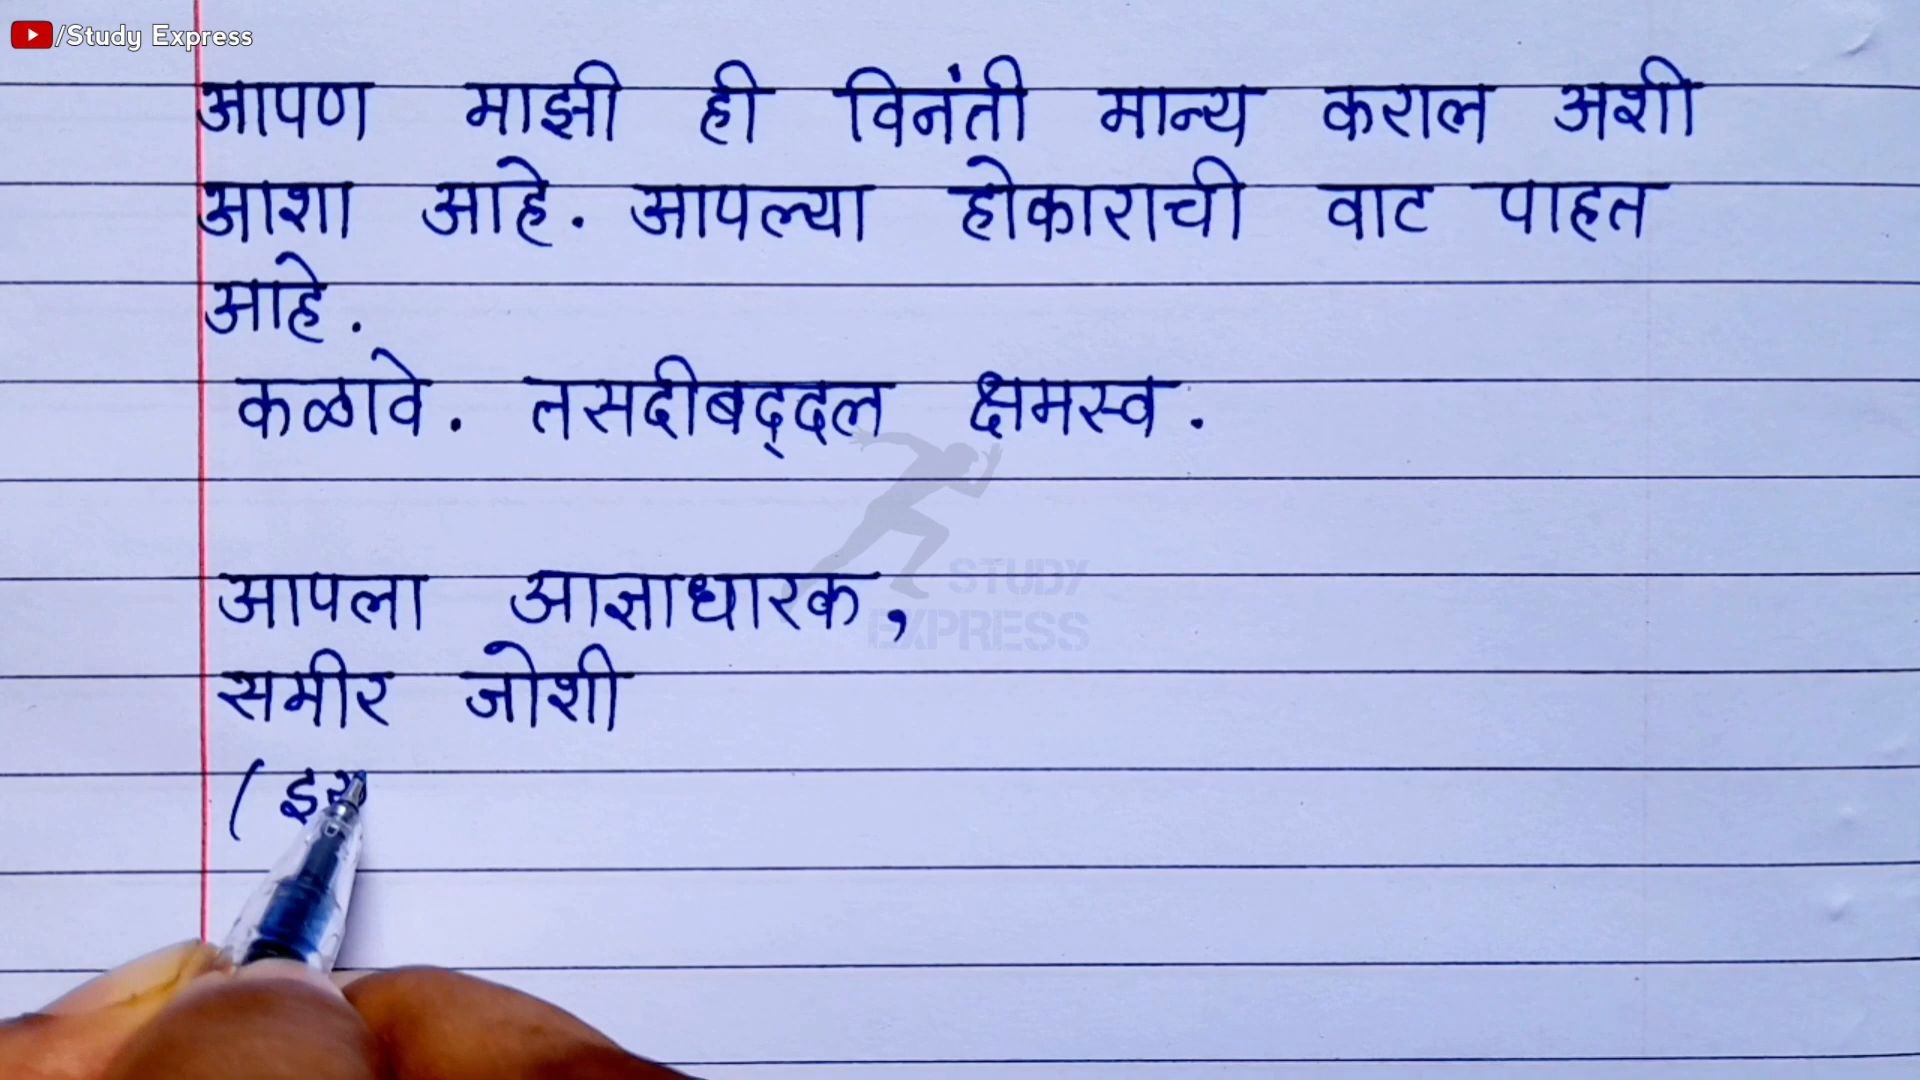 /Study Express
आपण माझी ही विनंती मान्य कराल अशी
आशा आहे. आपल्या होकाराची वाट पाहत
आहे.
कळावे. तसदीबद्‌दल क्षमस्व.
STUDY
EXPRESS
आपला आज्ञाधारक,
समीर जोशी